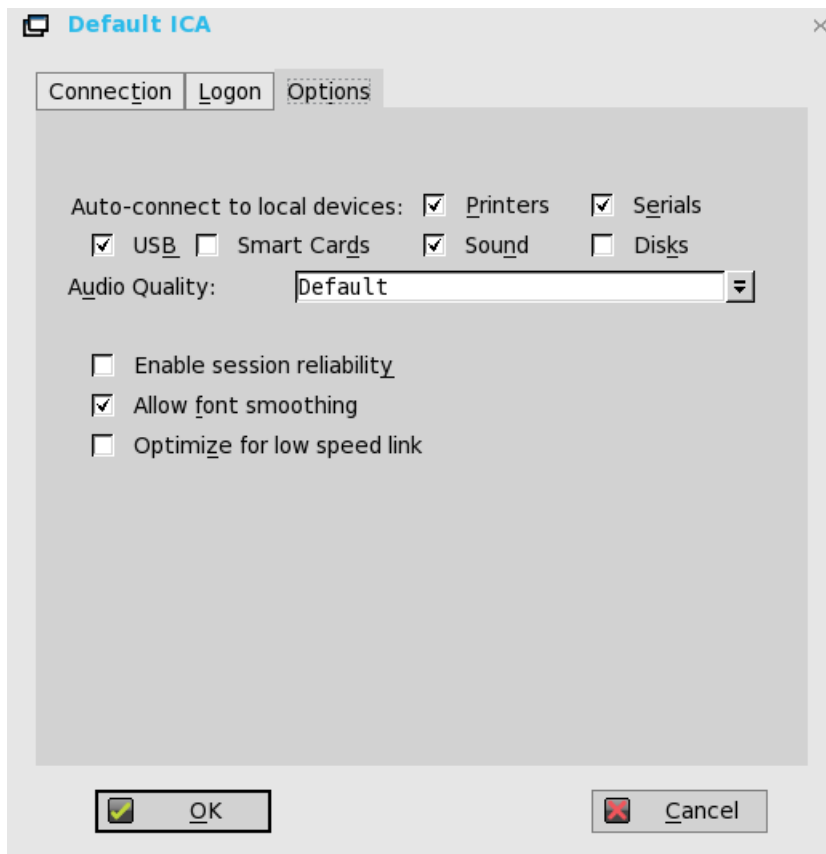 Default ICA
Connection Logon Options
Auto-connect to local devices: Printers Serials
USB Smart Cards Sound Disks
Audio Quality: Default
Enable session reliability
Allow font smoothing
Optimize for low speed link
OK Cancel